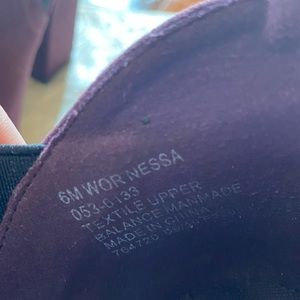 6M WOR NESSA
053-0133
TEXTILE UPPER
BALANCE MANMADE
MADE IN CHINA